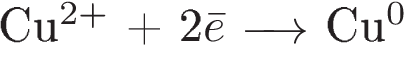 Cu²⁺ + 2ē ⟶ Cu⁰